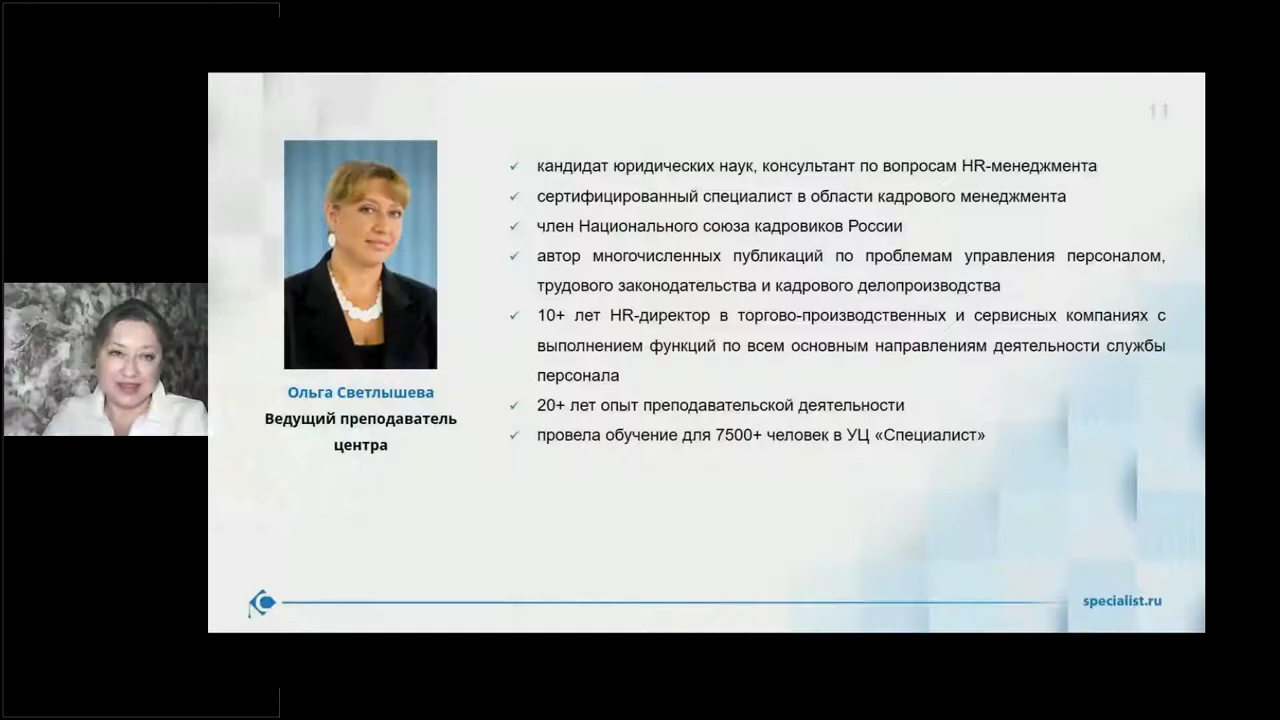 11
кандидат юридических наук, консультант по вопросам HR-менеджмента
сертифицированный специалист в области кадрового менеджмента
член Национального союза кадровиков России
автор многочисленных публикаций по проблемам управления персоналом,
трудового законодательства и кадрового делопроизводства
10+ лет HR-директор в торгово-производственных и сервисных компаниях с
выполнением функций по всем основным направлениям деятельности службы
персонала
20+ лет опыт преподавательской деятельности
провела обучение для 7500+ человек в УЦ «Специалист»
Ольга Светлышева
Ведущий преподаватель
центра
specialist.ru